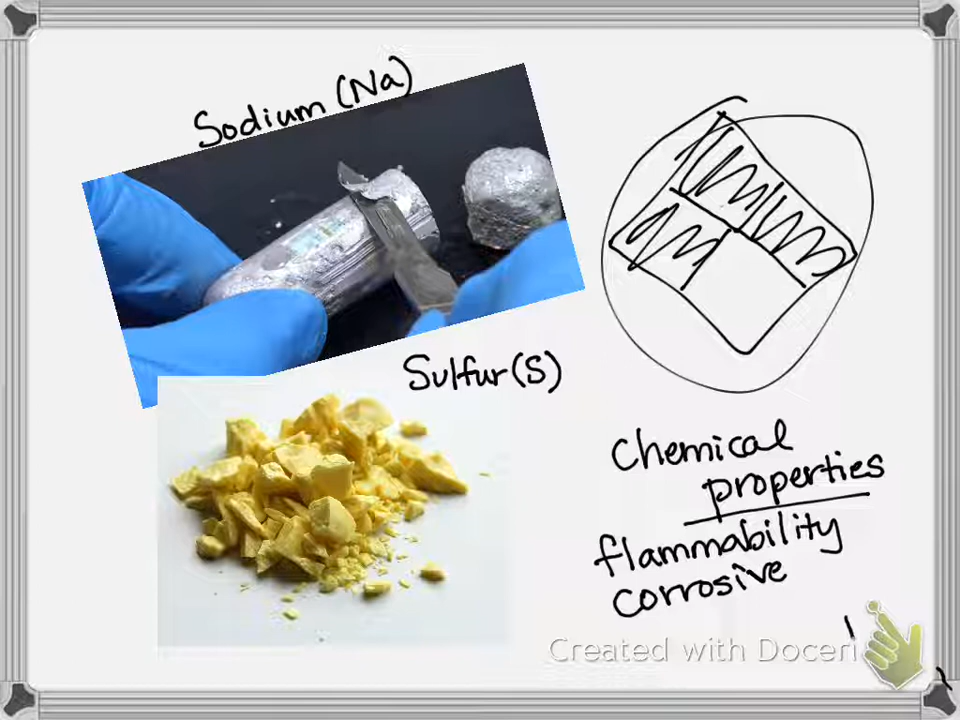 Sodium (Na)
Sulfur (S)
Chemical
properties
flammability
corrosive
Created with Doceri